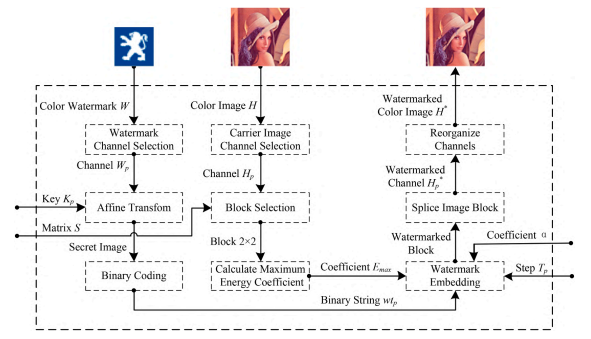 Color Watermark W
Color Image H
Watermarked
Color Image H*
Watermark
Channel Selection
Carrier Image
Channel Selection
Reorganize
Channels
Channel Wp
Channel Hp
Watermarked
Channel Hp*
Key Kp
Affine Transfom
Block Selection
Splice Image Block
Matrix S
Secret Image
Block 2×2
Watermarked
Block
Coefficient α
Binary Coding
Calculate Maximum
Energy Coefficient
Coefficient Emax
Watermark
Embedding
Step Tp
Binary String wtp